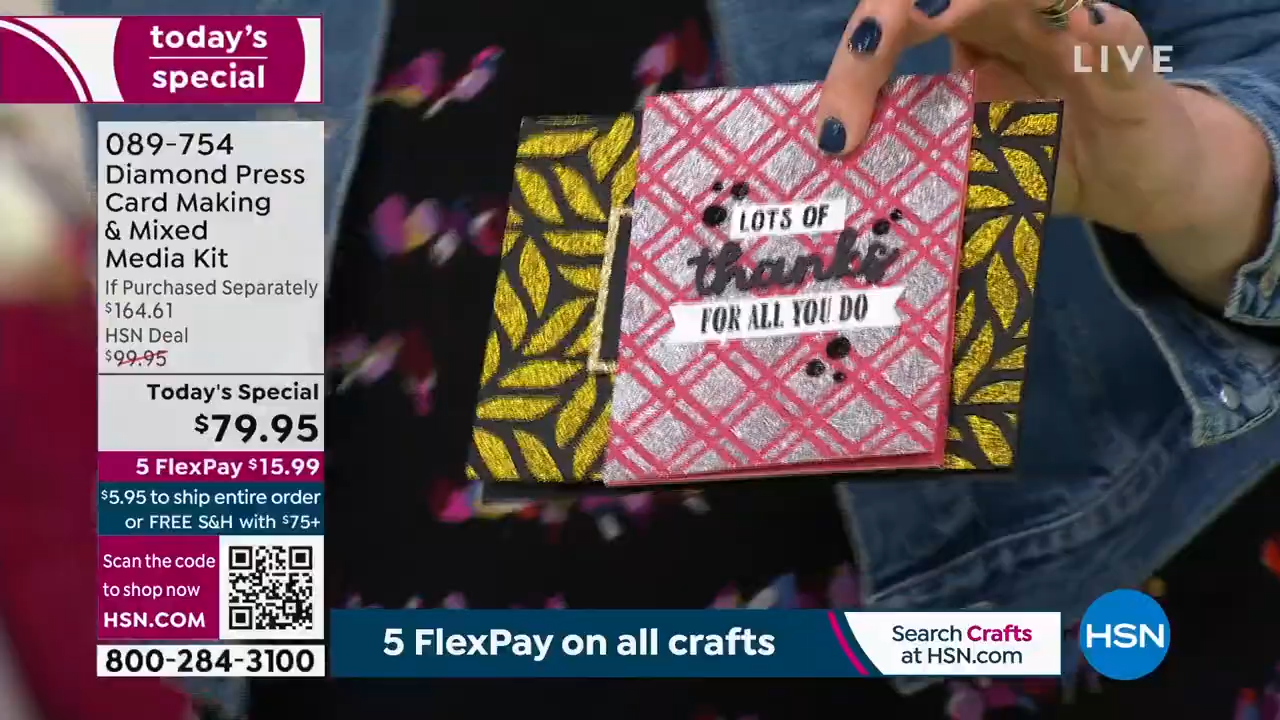 today's
special
089-754
Diamond Press
Card Making
& Mixed
Media Kit
If Purchased Separately
$164.61
HSN Deal
$99.95
Today's Special
$79.95
5 FlexPay $15.99
$5.95 to ship entire order
or FREE S&H with $75+
Scan the code
to shop now
HSN.COM
800-284-3100
LIVE
LOTS OF
thanks
FOR ALL YOU DO
5 FlexPay on all crafts
Search Crafts
at HSN.com
HSN